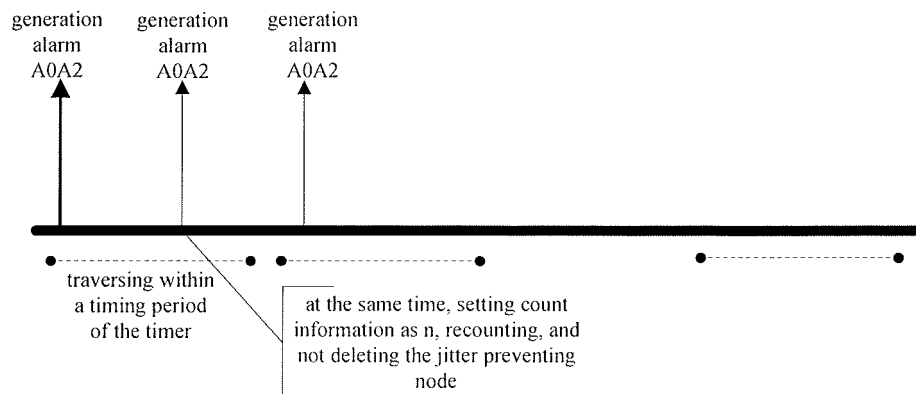 generation
alarm
A0A2
generation
alarm
A0A2
generation
alarm
A0A2
traversing within
a timing period
of the timer
at the same time, setting count
information as n, recounting, and
not deleting the jitter preventing
node